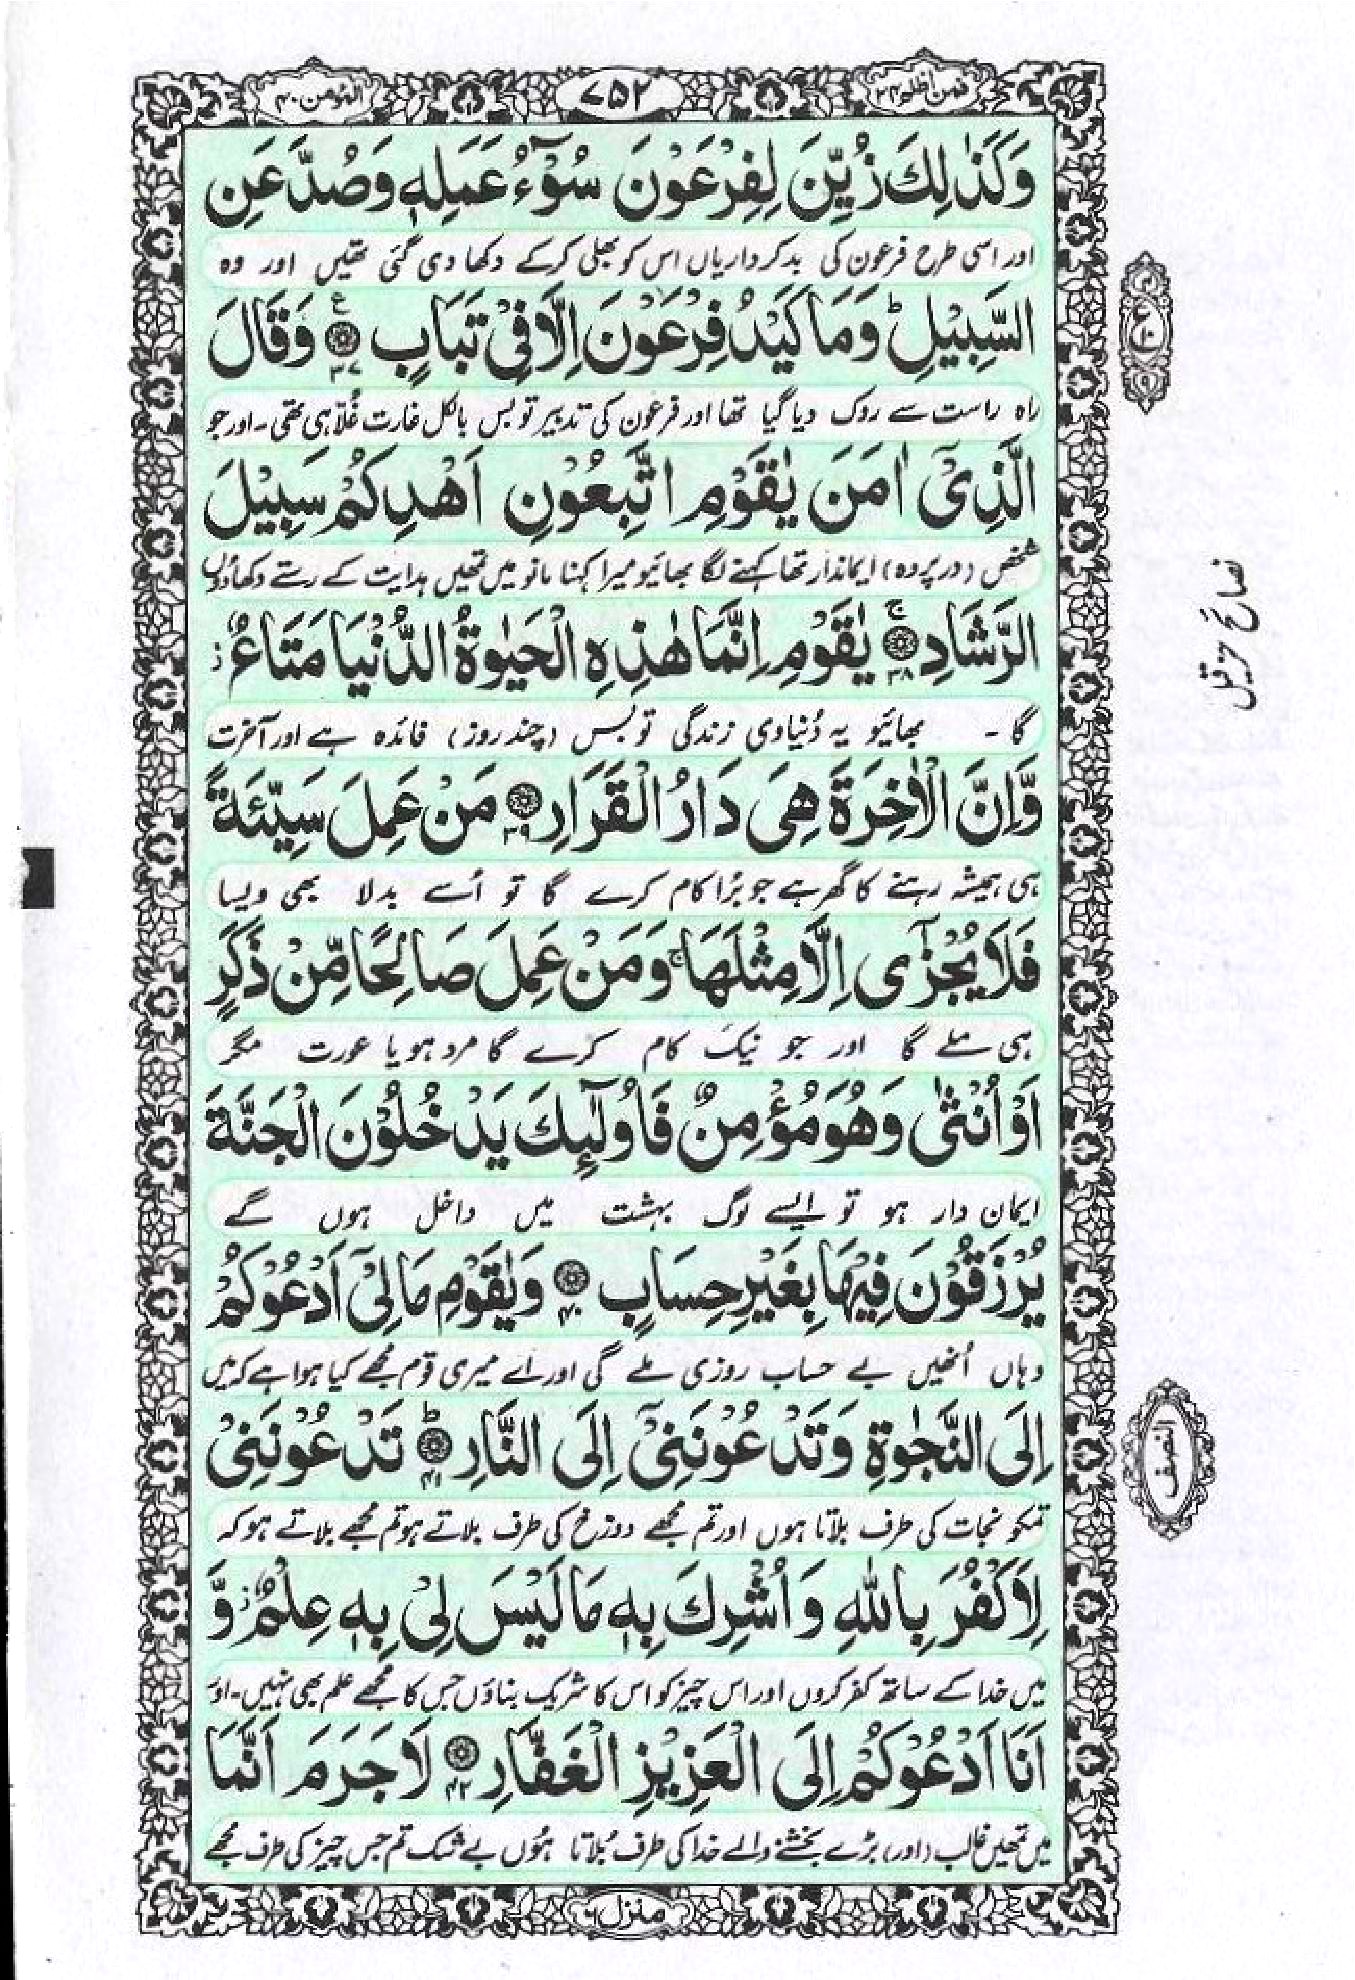 فمن اظلم ۲۴
۷۵۲
المؤمن ۴۰
وَكَذٰلِكَ زُيِّنَ لِفِرْعَوْنَ سُوْٓءُ عَمَلِهٖ وَصُدَّ عَنِ
اور اسی طرح فرعون کی بدکرداریاں اس کو بھلی کرکے دکھا دی گئی تھیں اور وہ
السَّبِيْلِ ؕ وَمَا كَيْدُ فِرْعَوْنَ اِلَّا فِىْ تَبَابٍ ۳۷ ع وَقَالَ
راہ راست سے روک دیا گیا تھا اور فرعون کی تدبیر تو بس بالکل غارت غُلّا ہی تھی۔ اور جو
الَّذِىْۤ اٰمَنَ يٰقَوْمِ اتَّبِعُوْنِ اَهْدِكُمْ سَبِيْلَ
شخص (درپردہ) ایماندار تھا کہنے لگا بھائیو میرا کہنا مانو میں تمھیں ہدایت کے رستے دکھاؤں
الرَّشَادِ ۳۸ ۚ يٰقَوْمِ اِنَّمَا هٰذِهِ الْحَيٰوةُ الدُّنْيَا مَتَاعٌ ز
گا ۔ بھائیو یہ دُنیاوی زندگی تو بس (چند روز) فائدہ ہے اور آخرت
وَّاِنَّ الْاٰخِرَةَ هِىَ دَارُ الْقَرَارِ ۳۹ مَنْ عَمِلَ سَيِّئَةً
ہی ہمیشہ رہنے کا گھر ہے جو بُرا کام کرے گا تو اُسے بدلا بھی ویسا
فَلَا يُجْزٰٓى اِلَّا مِثْلَهَا ۚ وَمَنْ عَمِلَ صَالِحًا مِّنْ ذَكَرٍ
ہی ملے گا اور جو نیک کام کرے گا مرد ہو یا عورت مگر
اَوْ اُنْثٰى وَهُوَ مُؤْمِنٌ فَاُولٰٓئِكَ يَدْخُلُوْنَ الْجَنَّةَ
ایمان دار ہو تو ایسے لوگ بہشت میں داخل ہوں گے
يُرْزَقُوْنَ فِيْهَا بِغَيْرِ حِسَابٍ ۴۰ وَيٰقَوْمِ مَا لِىْۤ اَدْعُوْكُمْ
وہاں اُنھیں بے حساب روزی ملے گی اور اے میری قوم مجھے کیا ہوا ہے کہ میں
اِلَى النَّجٰوةِ وَتَدْعُوْنَنِىْۤ اِلَى النَّارِ ۴۱ ؕ تَدْعُوْنَنِىْ
تمکو نجات کی طرف بلاتا ہوں اور تم مجھے دوزخ کی طرف بلاتے ہو تم مجھے بلاتے ہو کہ
لِاَكْفُرَ بِاللّٰهِ وَاُشْرِكَ بِهٖ مَا لَيْسَ لِىْ بِهٖ عِلْمٌ ز وَّ
میں خدا کے ساتھ کفر کروں اور اس چیز کو اس کا شریک بناؤں جس کا مجھے علم بھی نہیں۔ اور
اَنَا اَدْعُوْكُمْ اِلَى الْعَزِيْزِ الْغَفَّارِ ۴۲ لَا جَرَمَ اَنَّمَا
میں تمھیں غالب (اور) بڑے بخشنے والے خدا کی طرف بُلاتا ہُوں بے شک تم جس چیز کی طرف مجھے
منزل ۶
نصائح حزقیل
النصف